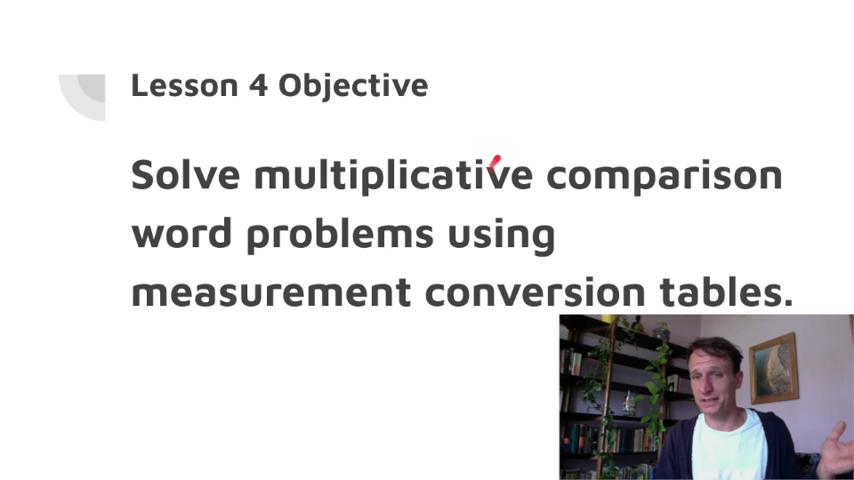 Lesson 4 Objective
Solve multiplicative comparison
word problems using
measurement conversion tables.